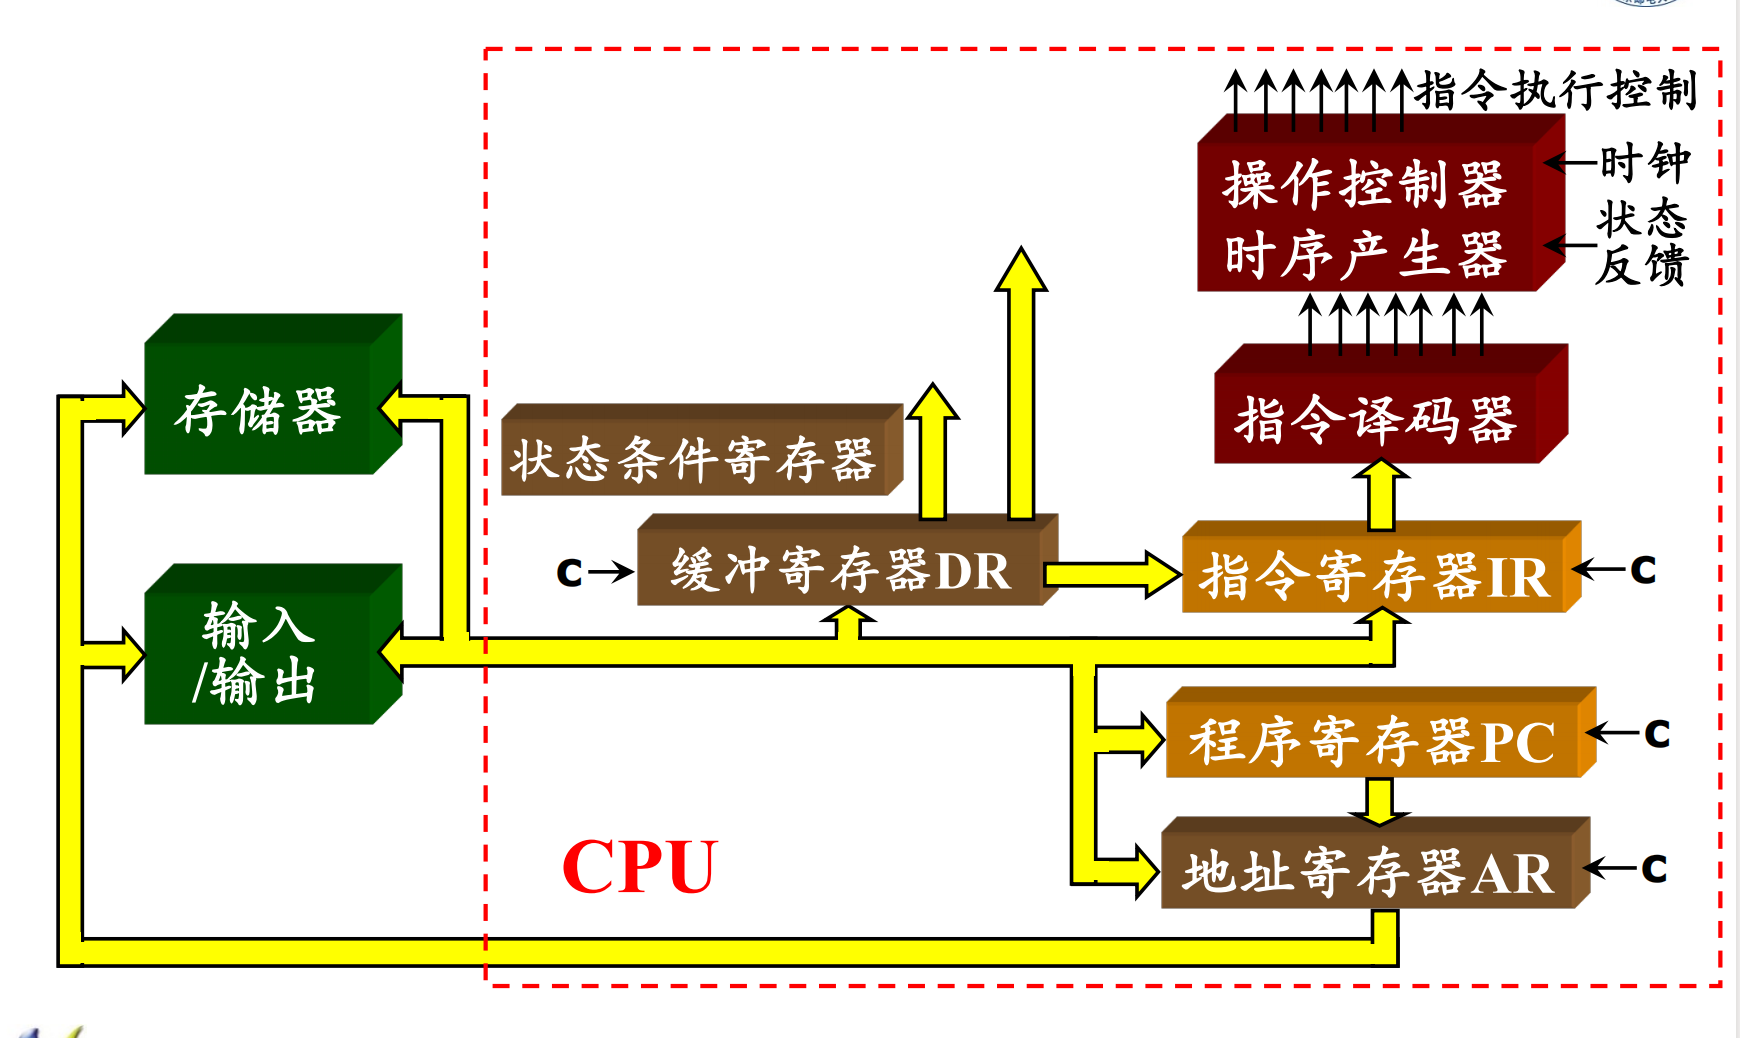 指令执行控制
操作控制器
时序产生器
时钟
状态
反馈
存储器
状态条件寄存器
指令译码器
C
缓冲寄存器DR
指令寄存器IR
C
输入
/输出
程序寄存器PC
C
CPU
地址寄存器AR
C